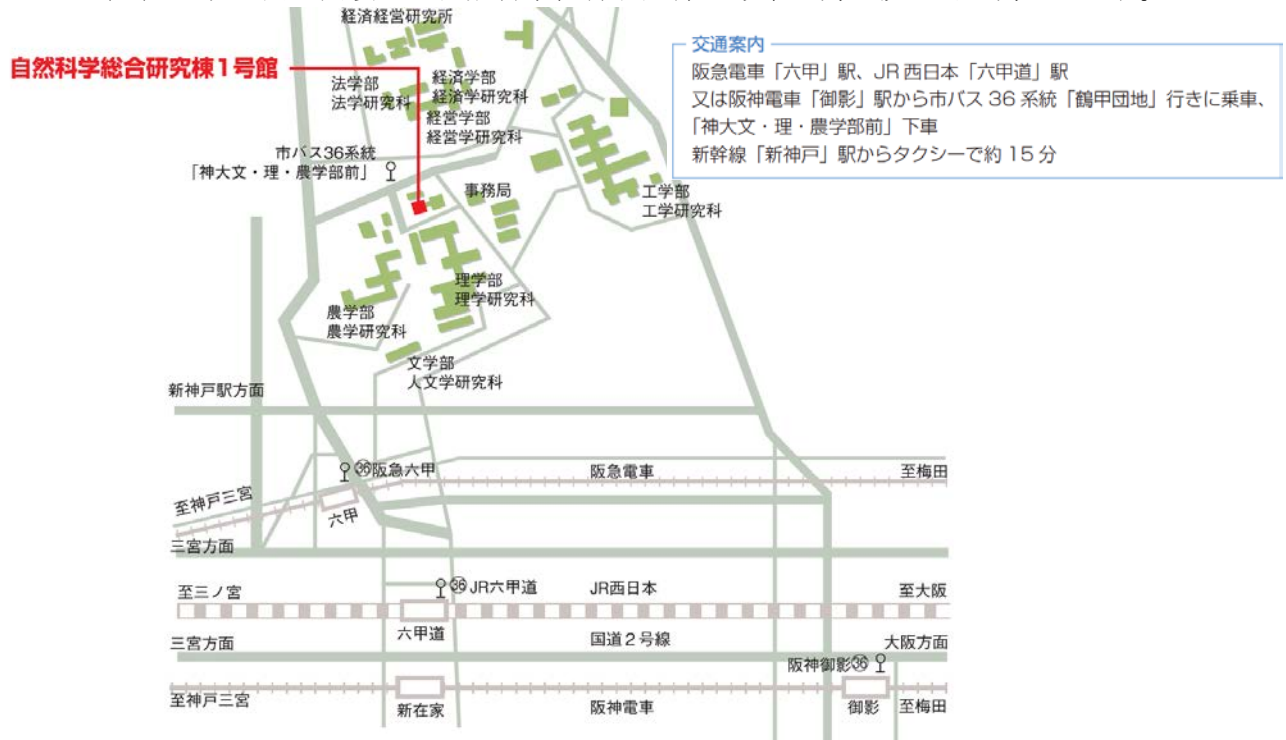 経済経営研究所
自然科学総合研究棟1号館
法学部
法学研究科
経済学部
経済学研究科
経営学部
経営学研究科
市バス36系統
「神大文・理・農学部前」
事務局
工学部
工学研究科
理学部
理学研究科
農学部
農学研究科
文学部
人文学研究科
交通案内
阪急電車「六甲」駅、JR西日本「六甲道」駅
又は阪神電車「御影」駅から市バス36系統「鶴甲団地」行きに乗車、
「神大文・理・農学部前」下車
新幹線「新神戸」駅からタクシーで約15分
新神戸駅方面
㊱阪急六甲
阪急電車
至梅田
至神戸三宮
六甲
三宮方面
㊱JR六甲道
至三ノ宮
JR西日本
至大阪
六甲道
三宮方面
国道2号線
大阪方面
阪神御影㊱
至神戸三宮
新在家
阪神電車
御影
至梅田